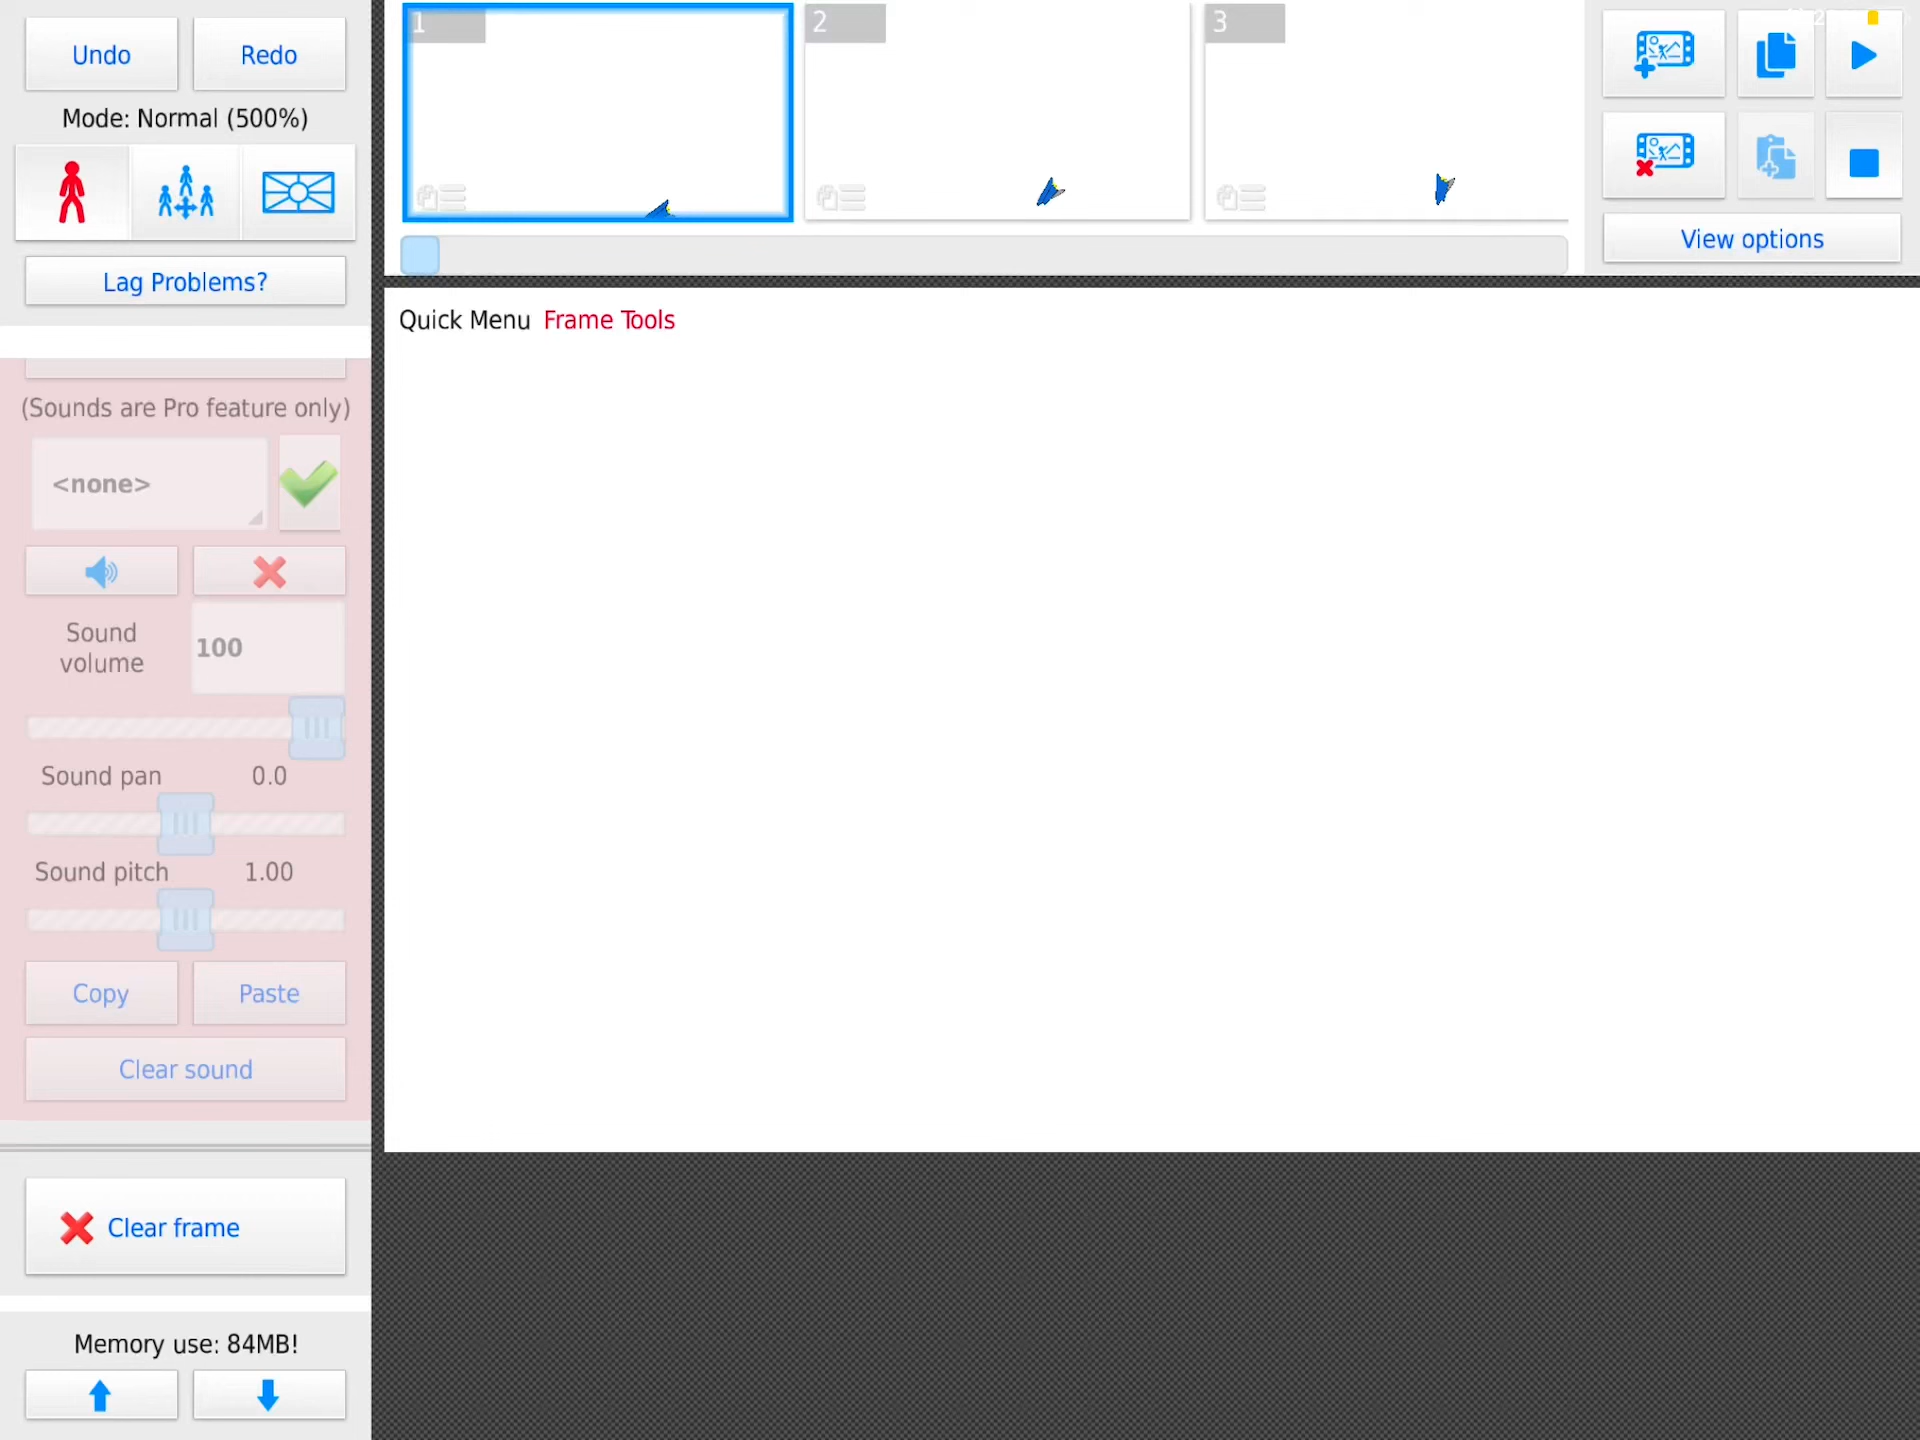 Undo Redo
Mode: Normal (500%)
Lag Problems?
(Sounds are Pro feature only)
<none>
Sound volume 100
Sound pan 0.0
Sound pitch 1.00
Copy Paste
Clear sound
Clear frame
Memory use: 84MB!
1 2 3
View options
Quick Menu Frame Tools